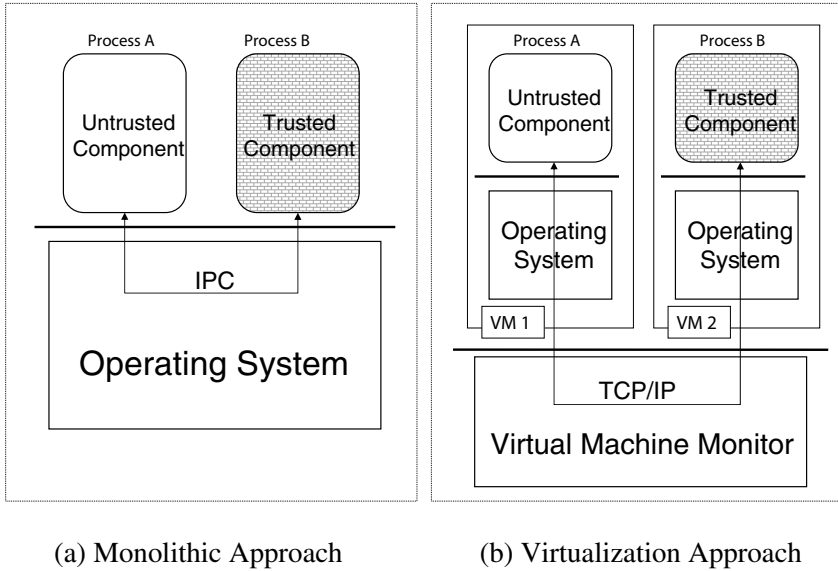 Process A
Process B
Untrusted
Component
Trusted
Component
IPC
Operating System
(a) Monolithic Approach
Process A
Process B
Untrusted
Component
Trusted
Component
Operating
System
Operating
System
VM 1
VM 2
TCP/IP
Virtual Machine Monitor
(b) Virtualization Approach